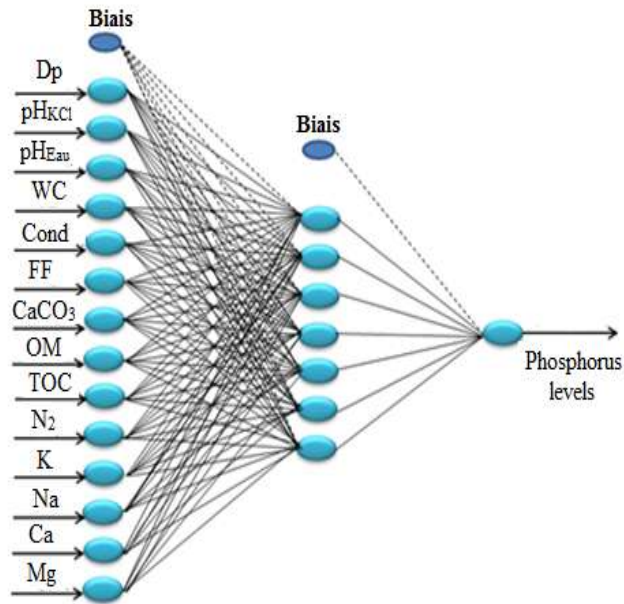 Biais
Dp
pHKCl
pHEau
WC
Cond
FF
CaCO3
OM
TOC
N2
K
Na
Ca
Mg
Biais
Phosphorus
levels